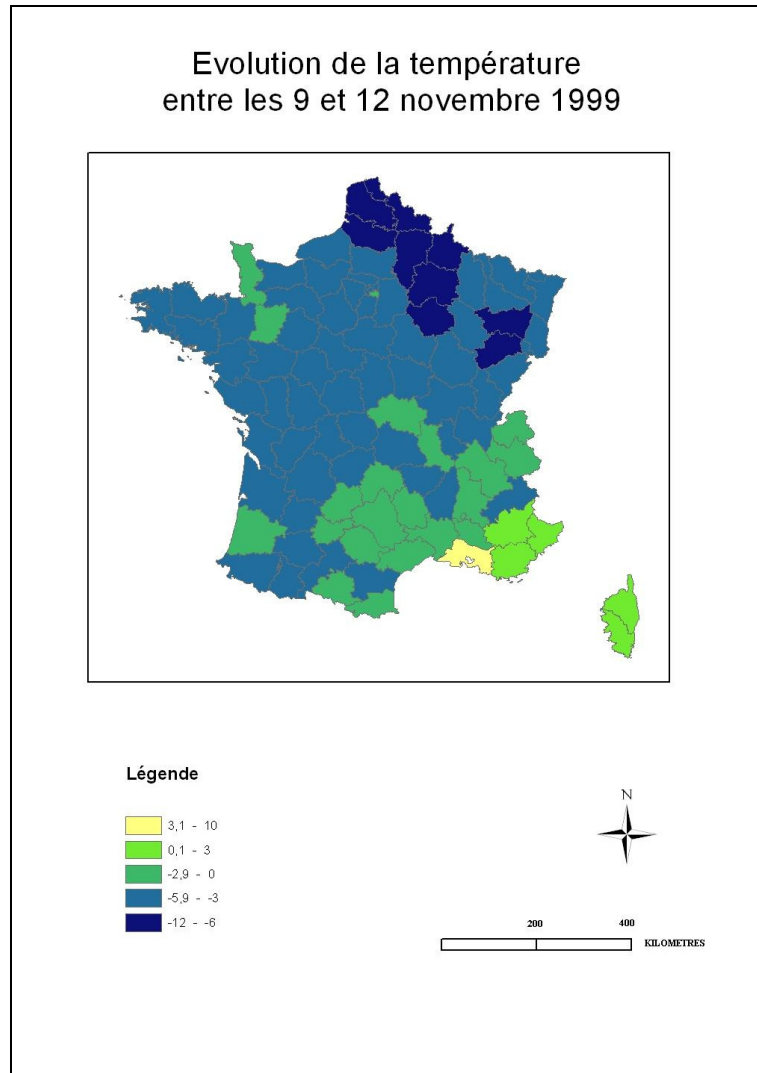 Evolution de la température
entre les 9 et 12 novembre 1999
Légende
3,1 - 10
0,1 - 3
-2,9 - 0
-5,9 - -3
-12 - -6
N
200 400
KILOMETRES